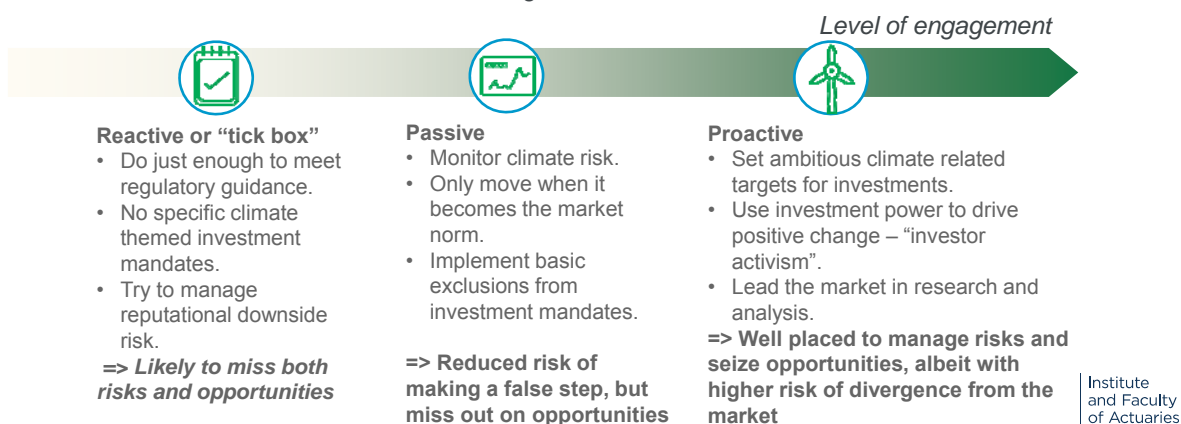 Level of engagement
Reactive or “tick box”
• Do just enough to meet
regulatory guidance.
• No specific climate
themed investment
mandates.
• Try to manage
reputational downside
risk.
=> Likely to miss both
risks and opportunities
Passive
• Monitor climate risk.
• Only move when it
becomes the market
norm.
• Implement basic
exclusions from
investment mandates.
=> Reduced risk of
making a false step, but
miss out on opportunities
Proactive
• Set ambitious climate related
targets for investments.
• Use investment power to drive
positive change – “investor
activism”.
• Lead the market in research and
analysis.
=> Well placed to manage risks and
seize opportunities, albeit with
higher risk of divergence from the
market
Institute
and Faculty
of Actuaries